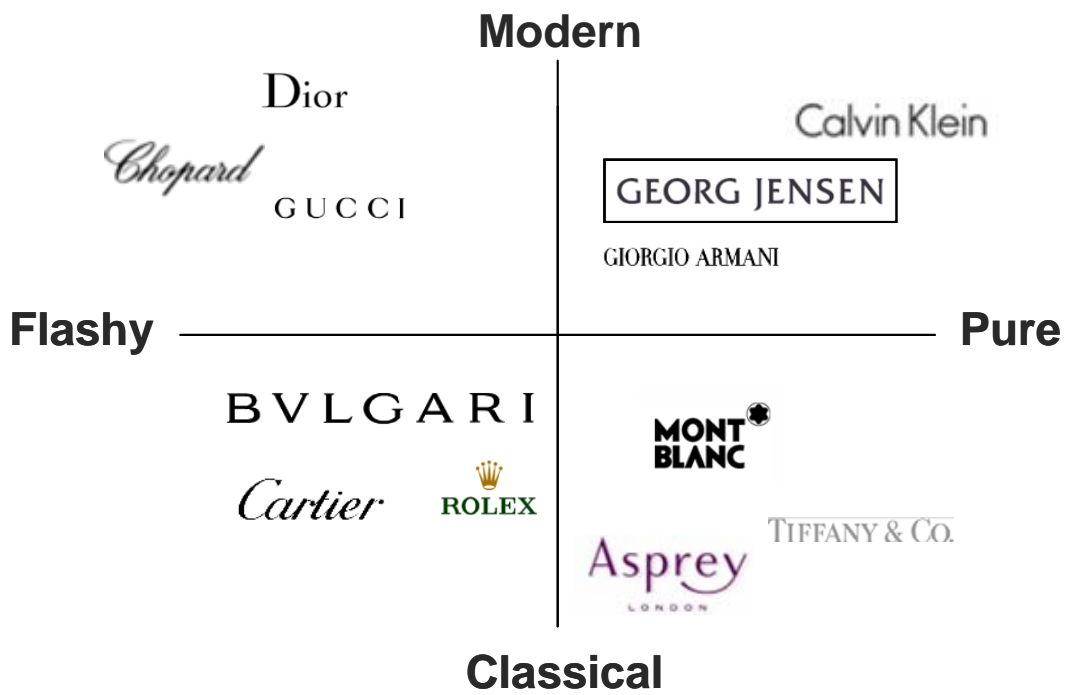 Modern
Dior
Calvin Klein
Chopard
GEORG JENSEN
GUCCI
GIORGIO ARMANI
Flashy
Pure
BVLGARI
MONT
BLANC
Cartier
ROLEX
TIFFANY & CO.
Asprey
LONDON
Classical